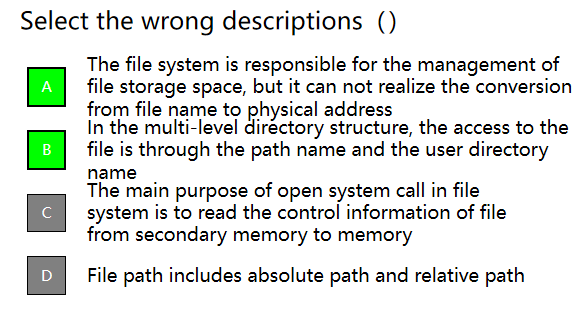 Select the wrong descriptions ( )
A
The file system is responsible for the management of
file storage space, but it can not realize the conversion
from file name to physical address
B
In the multi-level directory structure, the access to the
file is through the path name and the user directory
name
C
The main purpose of open system call in file
system is to read the control information of file
from secondary memory to memory
D
File path includes absolute path and relative path